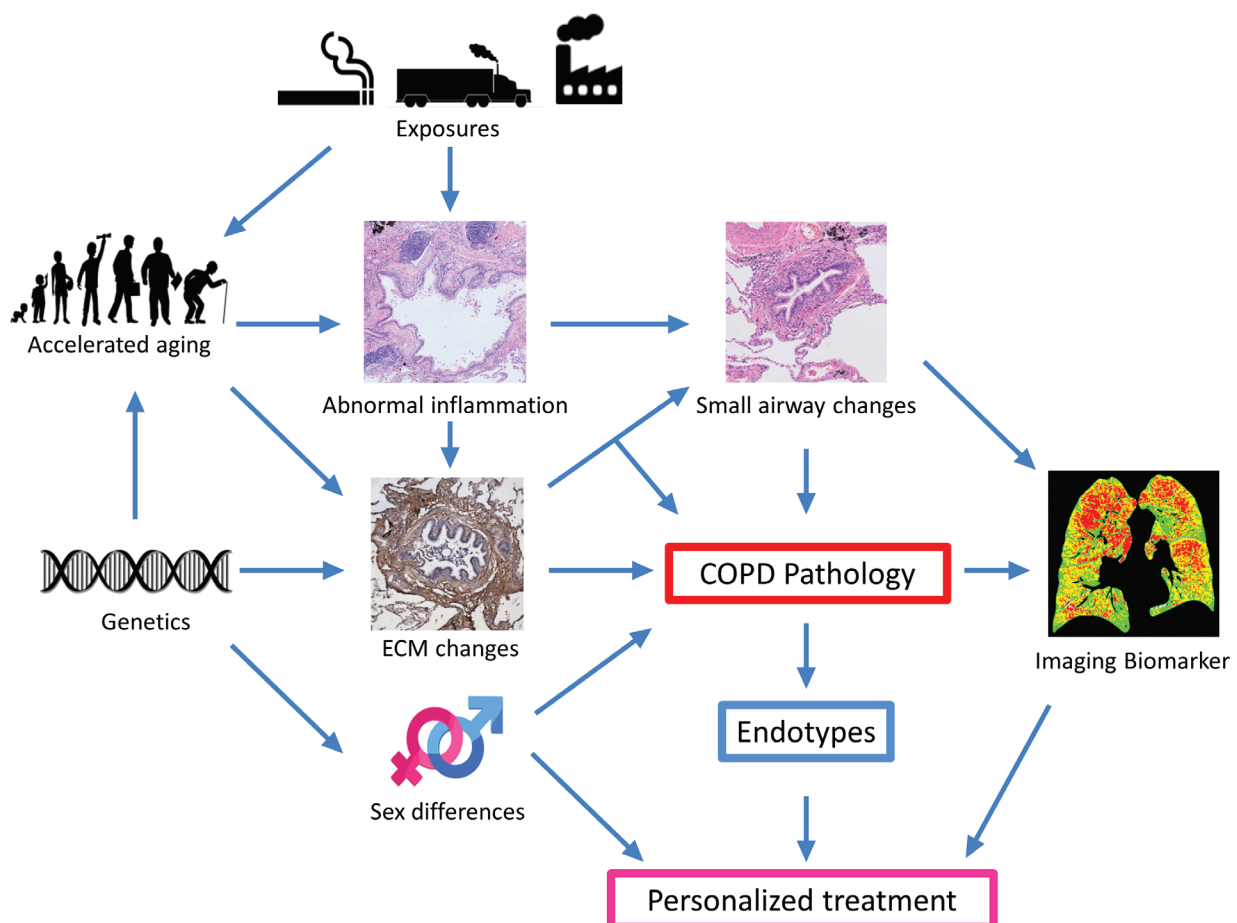 Exposures
Accelerated aging
Abnormal inflammation
Small airway changes
Genetics
ECM changes
COPD Pathology
Imaging Biomarker
Endotypes
Sex differences
Personalized treatment